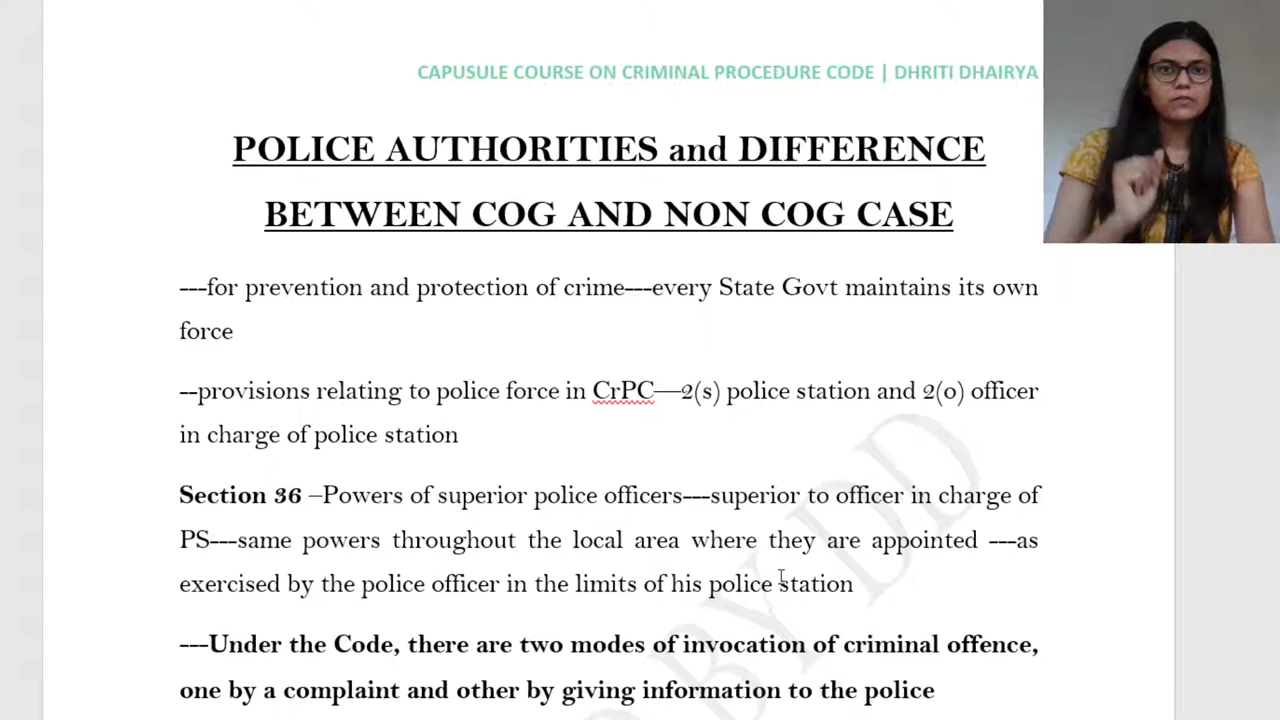 CAPUSULE COURSE ON CRIMINAL PROCEDURE CODE | DHRITI DHAIRYA
POLICE AUTHORITIES and DIFFERENCE
BETWEEN COG AND NON COG CASE
---for prevention and protection of crime---every State Govt maintains its own
force
--provisions relating to police force in CrPC—2(s) police station and 2(o) officer
in charge of police station
Section 36 –Powers of superior police officers---superior to officer in charge of
PS---same powers throughout the local area where they are appointed ---as
exercised by the police officer in the limits of his police station
---Under the Code, there are two modes of invocation of criminal offence,
one by a complaint and other by giving information to the police
BY DD